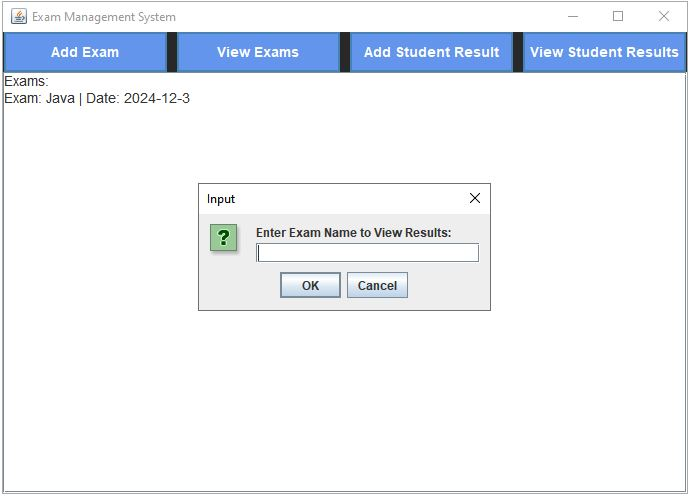 Exam Management System
Add Exam View Exams Add Student Result View Student Results
Exams:
Exam: Java | Date: 2024-12-3
Input
?
Enter Exam Name to View Results:
OK Cancel